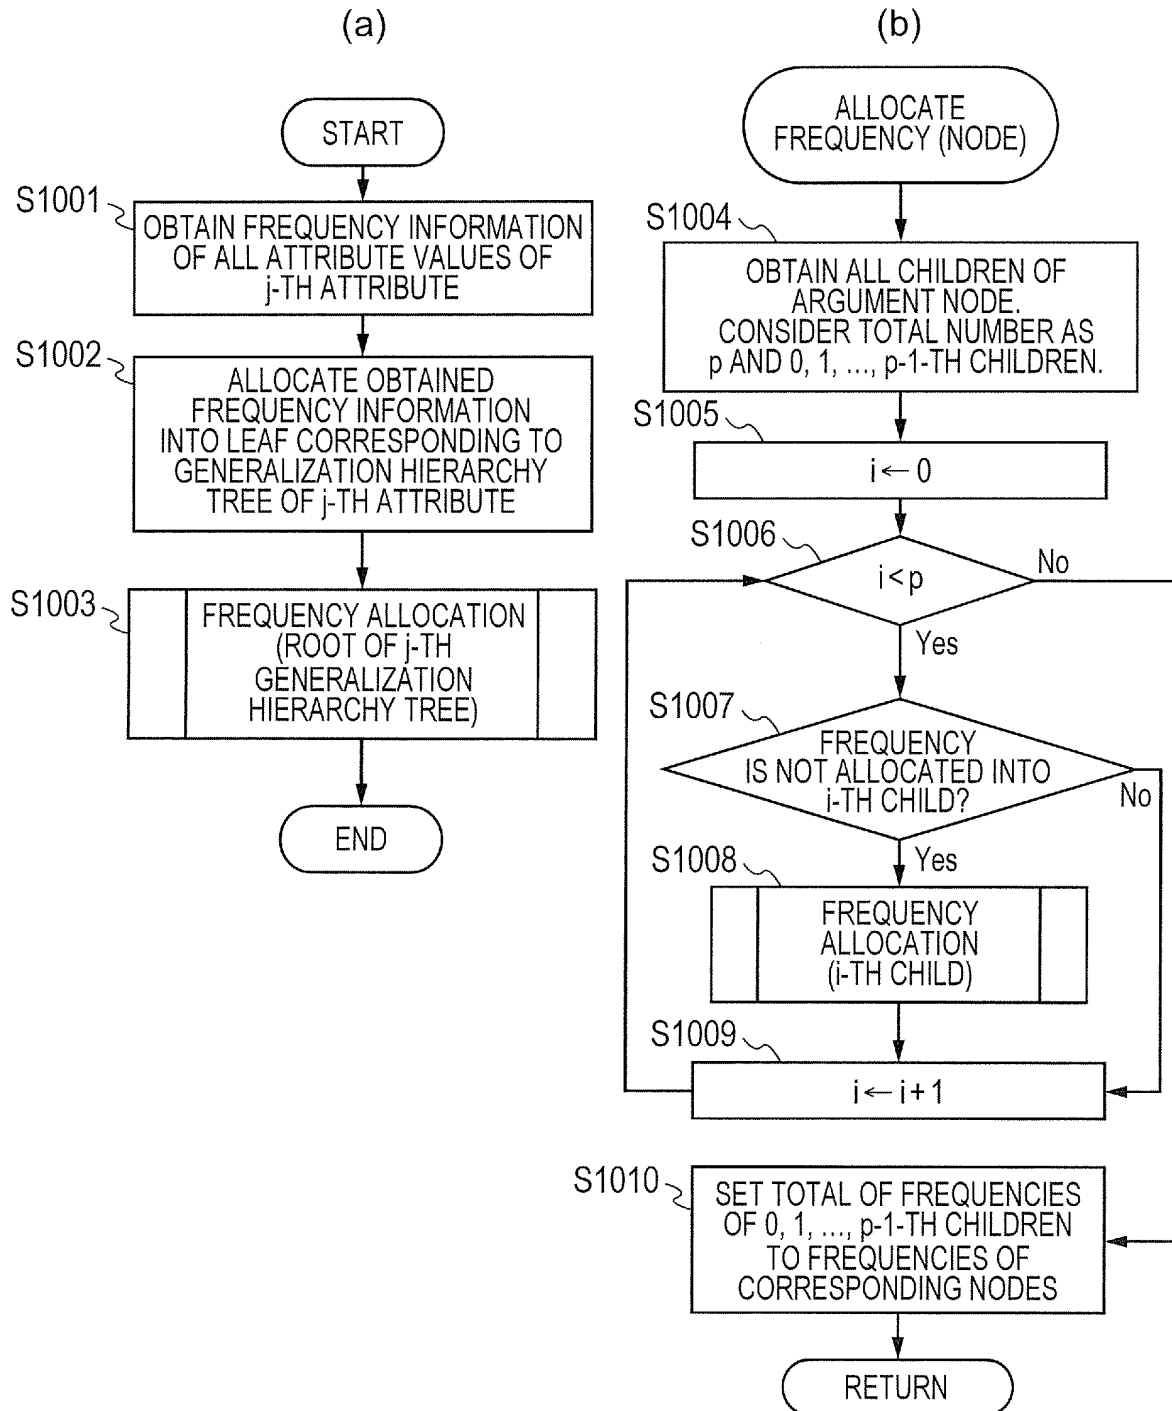 (a)
START
S1001
OBTAIN FREQUENCY INFORMATION
OF ALL ATTRIBUTE VALUES OF
j-TH ATTRIBUTE
S1002
ALLOCATE OBTAINED
FREQUENCY INFORMATION
INTO LEAF CORRESPONDING TO
GENERALIZATION HIERARCHY
TREE OF j-TH ATTRIBUTE
S1003
FREQUENCY ALLOCATION
(ROOT OF j-TH
GENERALIZATION
HIERARCHY TREE)
END
(b)
ALLOCATE
FREQUENCY (NODE)
S1004
OBTAIN ALL CHILDREN OF
ARGUMENT NODE.
CONSIDER TOTAL NUMBER AS
p AND 0, 1, ..., p-1-TH CHILDREN.
S1005
i ← 0
S1006
i < p
No
Yes
S1007
FREQUENCY
IS NOT ALLOCATED INTO
i-TH CHILD?
No
Yes
S1008
FREQUENCY
ALLOCATION
(i-TH CHILD)
S1009
i ← i + 1
S1010
SET TOTAL OF FREQUENCIES
OF 0, 1, ..., p-1-TH CHILDREN
TO FREQUENCIES OF
CORRESPONDING NODES
RETURN